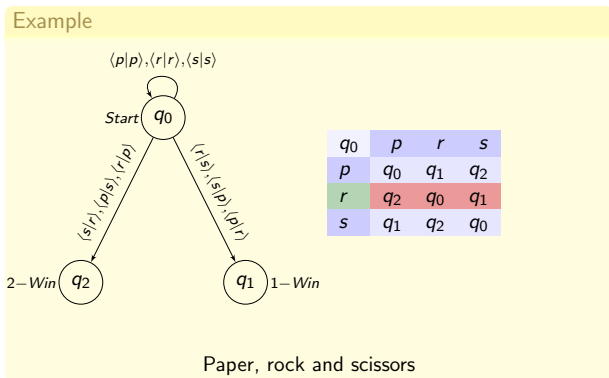 Example
⟨p|p⟩,⟨r|r⟩,⟨s|s⟩
Start q₀
⟨s|r⟩,⟨p|s⟩,⟨r|p⟩
⟨r|s⟩,⟨s|p⟩,⟨p|r⟩
2−Win q₂
q₁ 1−Win
q₀ p r s
p q₀ q₁ q₂
r q₂ q₀ q₁
s q₁ q₂ q₀
Paper, rock and scissors